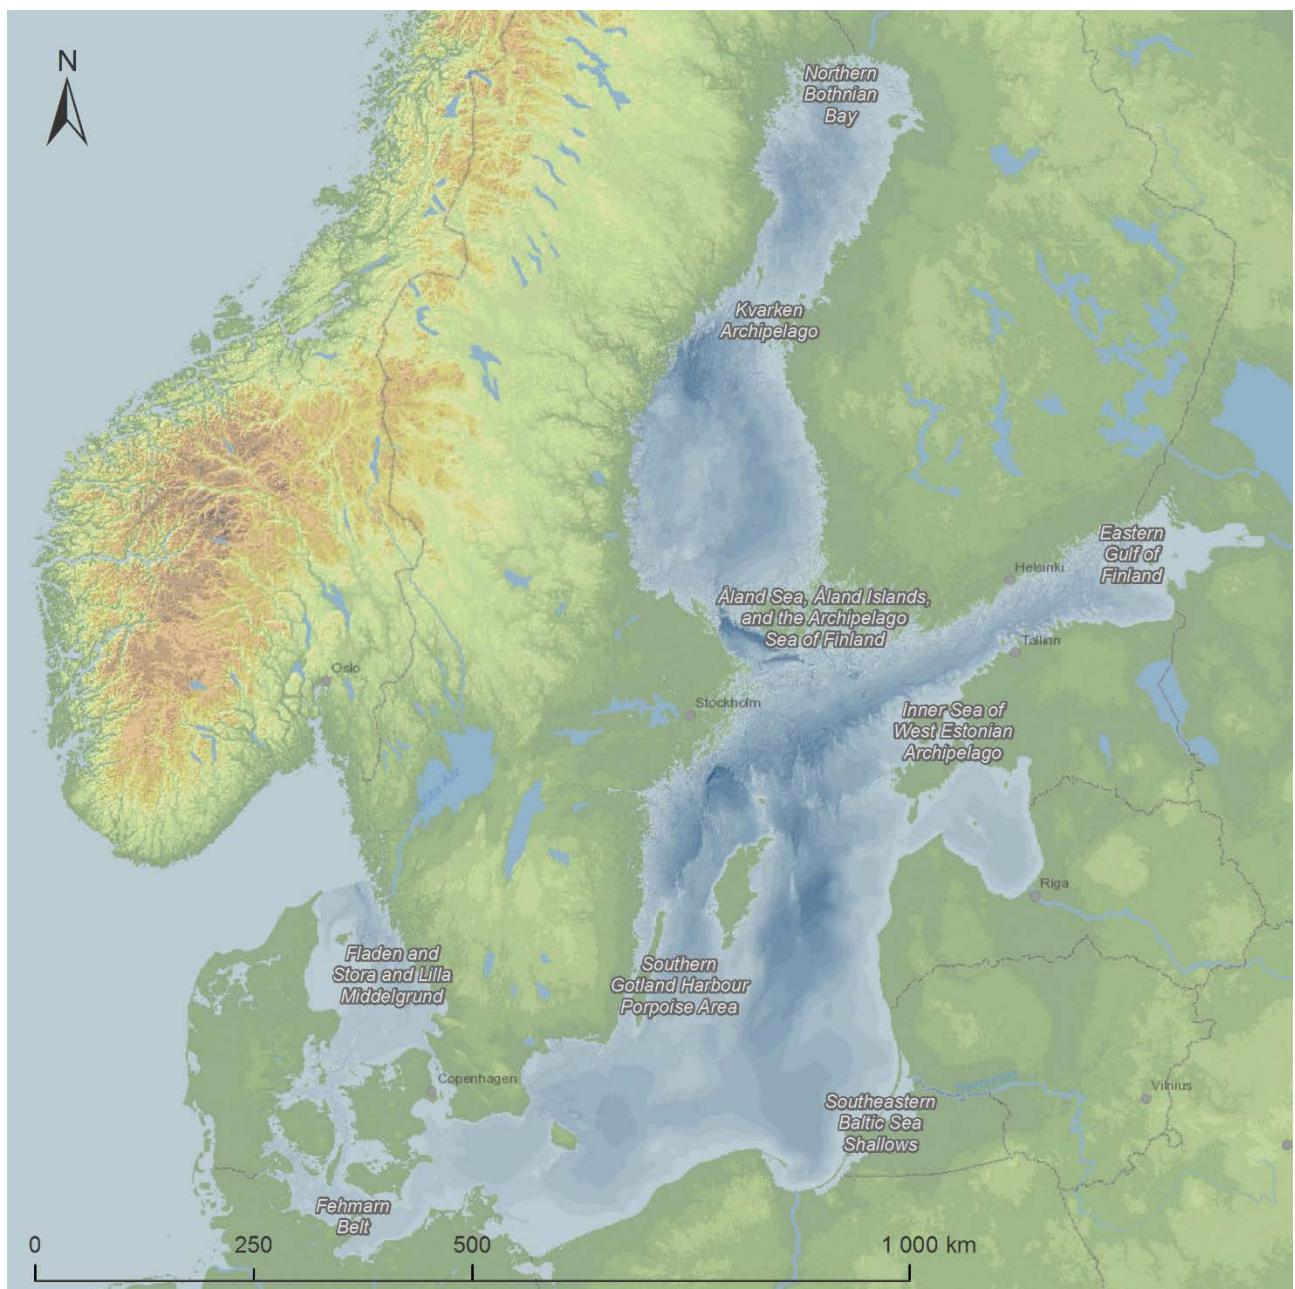 N
Northern
Bothnian
Bay
Kvarken
Archipelago
Eastern
Gulf of
Finland
Helsinki
Åland Sea, Åland Islands,
and the Archipelago
Sea of Finland
Tallinn
Oslo
Stockholm
Inner Sea of
West Estonian
Archipelago
Riga
Fladen and
Stora and Lilla
Middelgrund
Southern
Gotland Harbour
Porpoise Area
Copenhagen
Vilnius
Southeastern
Baltic Sea
Shallows
Fehmarn
Belt
0 250 500 1 000 km